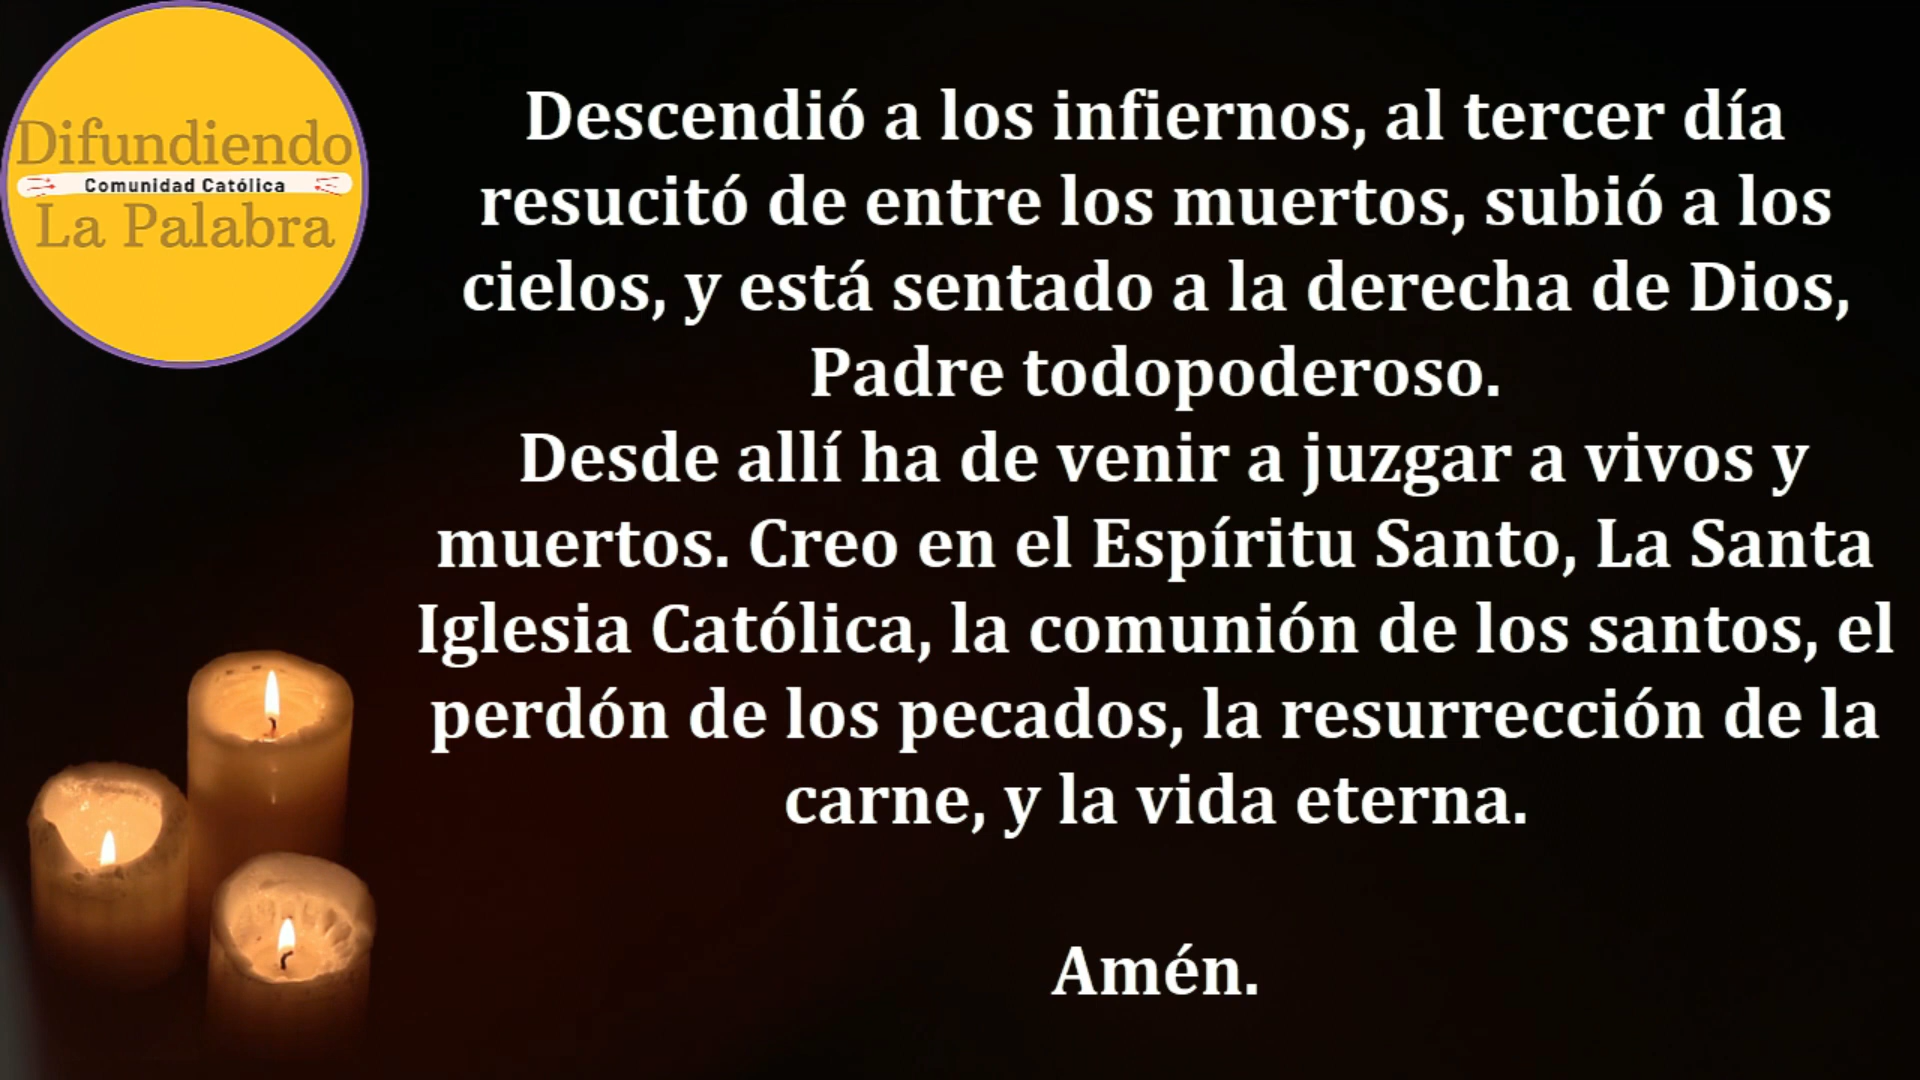 Difundiendo
Comunidad Católica
La Palabra
Descendió a los infiernos, al tercer día
resucitó de entre los muertos, subió a los
cielos, y está sentado a la derecha de Dios,
Padre todopoderoso.
Desde allí ha de venir a juzgar a vivos y
muertos. Creo en el Espíritu Santo, La Santa
Iglesia Católica, la comunión de los santos, el
perdón de los pecados, la resurrección de la
carne, y la vida eterna.
Amén.